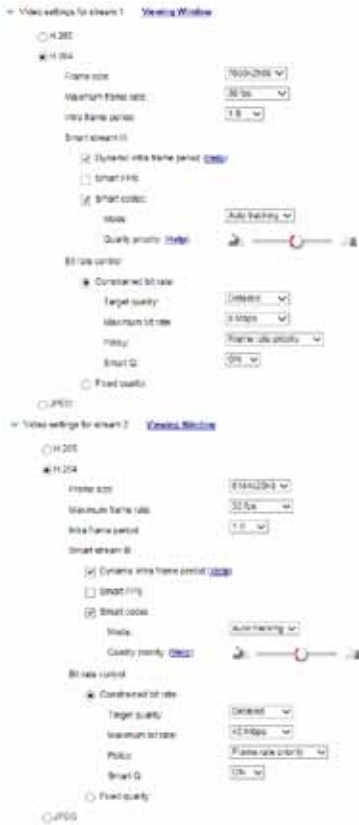 Video settings for stream 1 Viewing Window
H.265
H.264
Frame size:
Maximum frame rate: 30 fps
Intra frame period: 1 S
Smart stream III:
Dynamic intra frame period (Help)
Smart FPS
Smart codec:
Mode: Auto tracking
Quality priority: (Help)
Bit rate control
Constrained bit rate:
Target quality: Detailed
Maximum bit rate: Mbps
Policy: Frame rate priority
Smart Q:
Fixed quality:
JPEG
Video settings for stream 2 Viewing Window
H.265
H.264
Frame size:
Maximum frame rate: fps
Intra frame period:
Smart stream III:
Dynamic intra frame period (Help)
Smart FPS
Smart codec:
Mode: Auto tracking
Quality priority: (Help)
Bit rate control
Constrained bit rate:
Target quality: Detailed
Maximum bit rate: Mbps
Policy: Frame rate priority
Smart Q:
Fixed quality:
JPEG